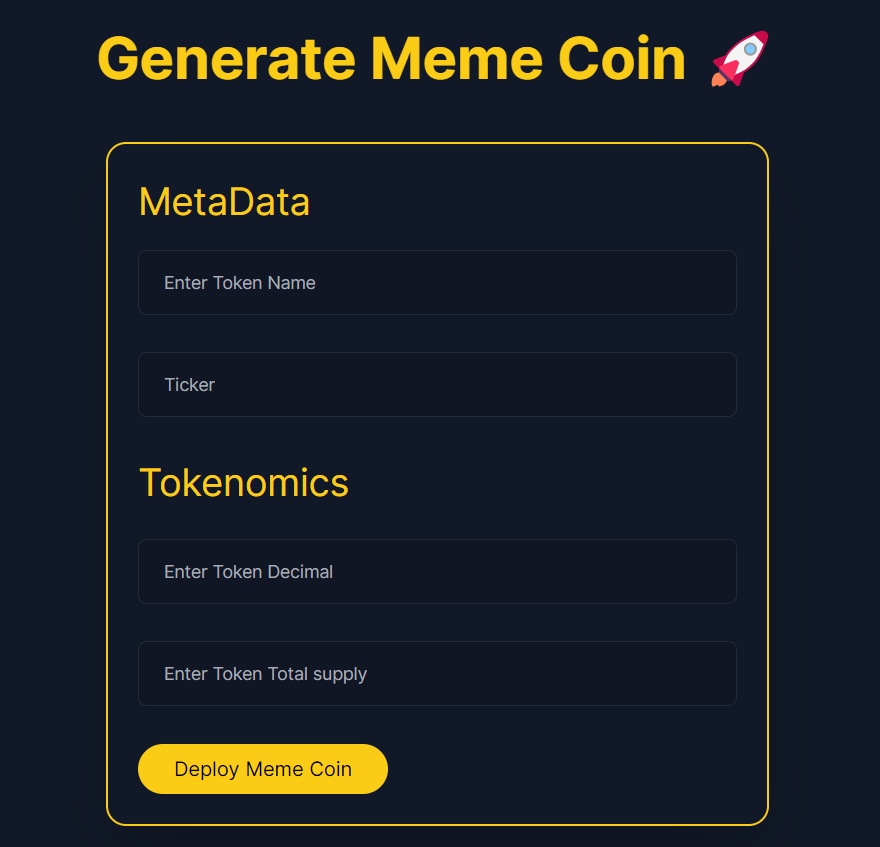 Generate Meme Coin 🚀
MetaData
Enter Token Name
Ticker
Tokenomics
Enter Token Decimal
Enter Token Total supply
Deploy Meme Coin